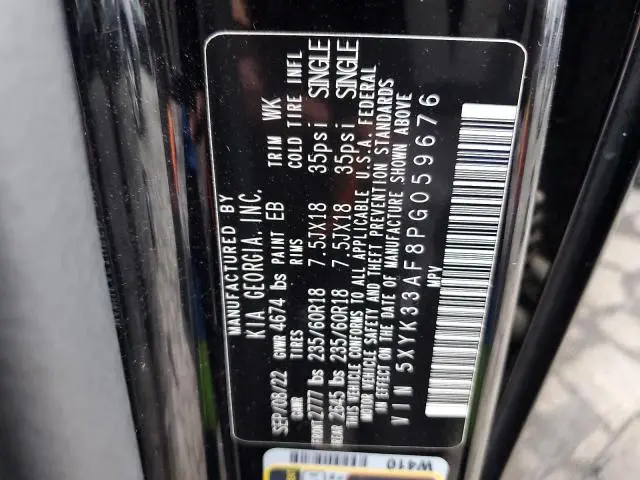 MANUFACTURED BY
KIA GEORGIA, INC.
SEP/08/22 GVWR 4674 lbs PAINT EB TRIM WK
GAWR TIRES RIMS COLD TIRE INFL
FRONT 2777 lbs 235/60R18 7.5JX18 35psi SINGLE
REAR 2645 lbs 235/60R18 7.5JX18 35psi SINGLE
THIS VEHICLE CONFORMS TO ALL APPLICABLE U.S.A. FEDERAL
MOTOR VEHICLE SAFETY AND THEFT PREVENTION STANDARDS
IN EFFECT ON THE DATE OF MANUFACTURE SHOWN ABOVE
VIN 5XYK33AF8PG059676
MPV
W410